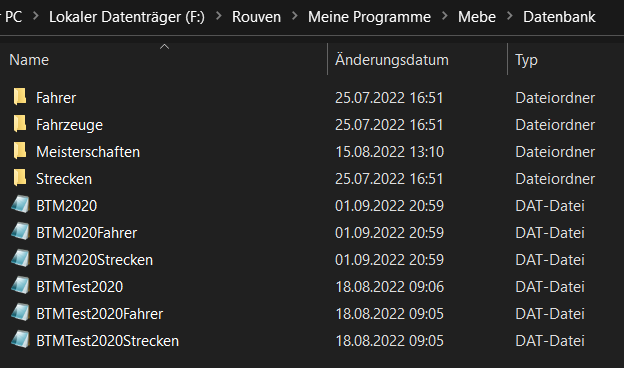 PC > Lokaler Datenträger (F:) > Rouven > Meine Programme > Mebe > Datenbank
Name Änderungsdatum Typ
Fahrer 25.07.2022 16:51 Dateiordner
Fahrzeuge 25.07.2022 16:51 Dateiordner
Meisterschaften 15.08.2022 13:10 Dateiordner
Strecken 25.07.2022 16:51 Dateiordner
BTM2020 01.09.2022 20:59 DAT-Datei
BTM2020Fahrer 01.09.2022 20:59 DAT-Datei
BTM2020Strecken 01.09.2022 20:59 DAT-Datei
BTMTest2020 18.08.2022 09:06 DAT-Datei
BTMTest2020Fahrer 18.08.2022 09:05 DAT-Datei
BTMTest2020Strecken 18.08.2022 09:05 DAT-Datei